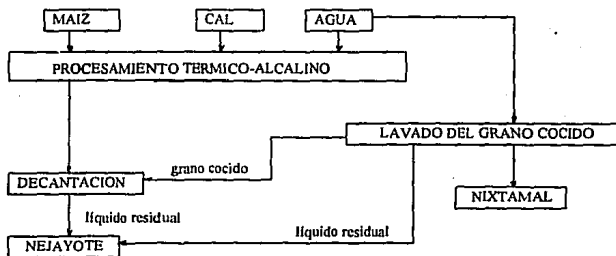 MAIZ
CAL
AGUA
PROCESAMIENTO TERMICO-ALCALINO
LAVADO DEL GRANO COCIDO
grano cocido
DECANTACION
NIXTAMAL
líquido residual
líquido residual
NEJAYOTE